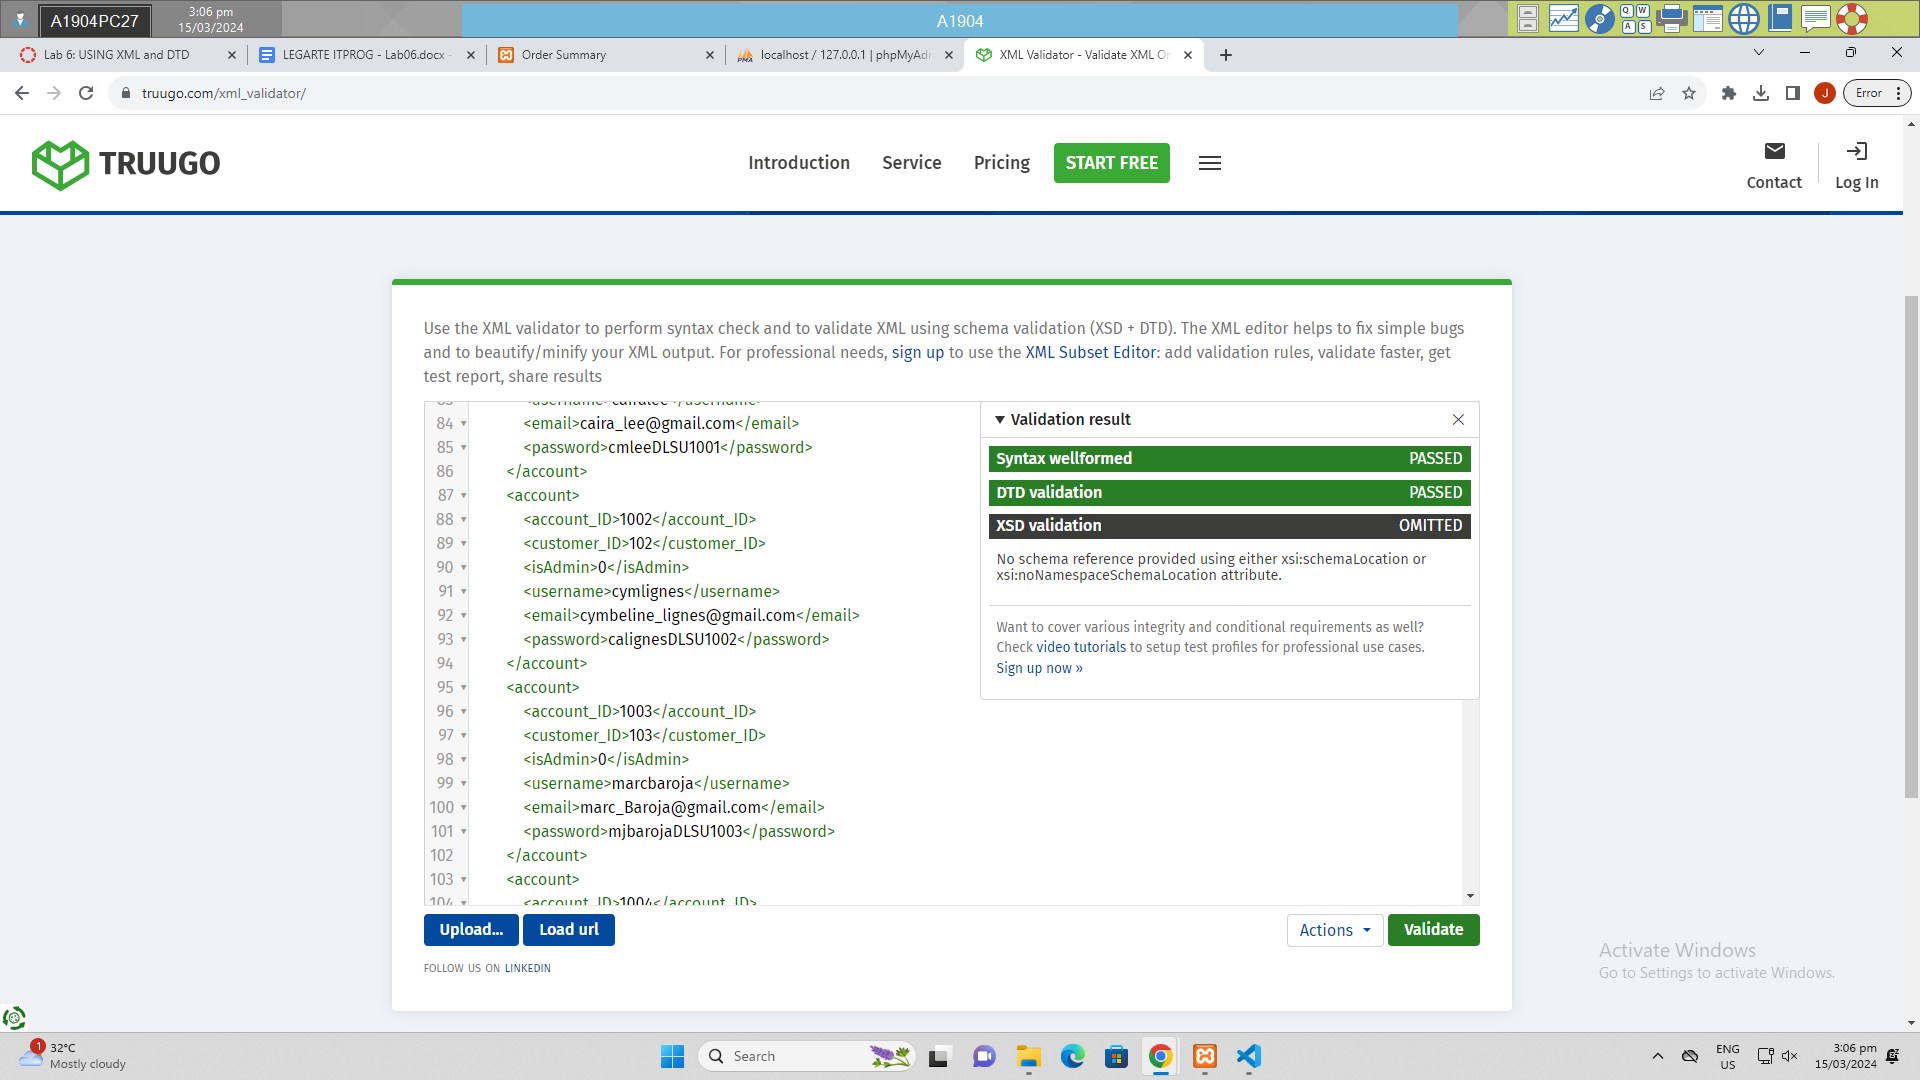 A1904PC27
3:06 pm
15/03/2024
A1904
Lab 6: USING XML and DTD
LEGARTE ITPROG - Lab06.docx -
Order Summary
localhost / 127.0.0.1 | phpMyAdm
XML Validator - Validate XML On
truugo.com/xml_validator/
J
Error
TRUUGO
Introduction
Service
Pricing
START FREE
Contact
Log In
Use the XML validator to perform syntax check and to validate XML using schema validation (XSD + DTD). The XML editor helps to fix simple bugs
and to beautify/minify your XML output. For professional needs, sign up to use the XML Subset Editor: add validation rules, validate faster, get
test report, share results
84 <email>caira_lee@gmail.com</email>
85 <password>cmleeDLSU1001</password>
86 </account>
87 <account>
88 <account_ID>1002</account_ID>
89 <customer_ID>102</customer_ID>
90 <isAdmin>0</isAdmin>
91 <username>cymlignes</username>
92 <email>cymbeline_lignes@gmail.com</email>
93 <password>calignesDLSU1002</password>
94 </account>
95 <account>
96 <account_ID>1003</account_ID>
97 <customer_ID>103</customer_ID>
98 <isAdmin>0</isAdmin>
99 <username>marcbaroja</username>
100 <email>marc_Baroja@gmail.com</email>
101 <password>mjbarojaDLSU1003</password>
102 </account>
103 <account>
104 <account_ID>1004</account_ID>
Validation result
Syntax wellformed PASSED
DTD validation PASSED
XSD validation OMITTED
No schema reference provided using either xsi:schemaLocation or
xsi:noNamespaceSchemaLocation attribute.
Want to cover various integrity and conditional requirements as well?
Check video tutorials to setup test profiles for professional use cases.
Sign up now »
Upload...
Load url
Actions
Validate
FOLLOW US ON LINKEDIN
Activate Windows
Go to Settings to activate Windows.
1
32°C
Mostly cloudy
Search
ENG
US
3:06 pm
15/03/2024